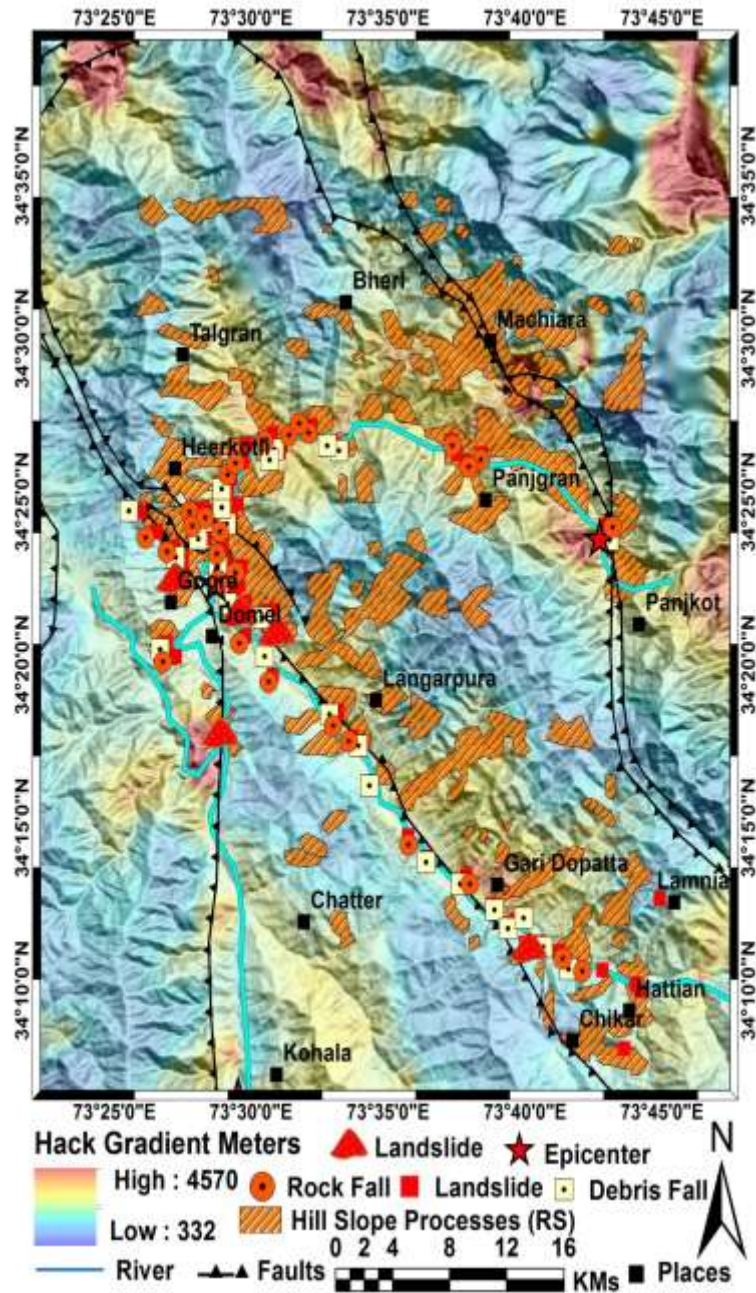 73°25'0"E 73°30'0"E 73°35'0"E 73°40'0"E 73°45'0"E
34°35'0"N 34°35'0"N
Bherl
Machiara
34°30'0"N Talgran 34°30'0"N
Heerkotli
Panjgran
34°25'0"N 34°25'0"N
Gogra
Panjkot
Domel
34°20'0"N 34°20'0"N
Langarpura
34°15'0"N 34°15'0"N
Gari Dopatta
Lamnia
Chatter
34°10'0"N 34°10'0"N
Hattian
Chikar
Kohala
73°25'0"E 73°30'0"E 73°35'0"E 73°40'0"E 73°45'0"E
Hack Gradient Meters Landslide Epicenter N
High : 4570 Rock Fall Landslide Debris Fall
Low : 332 Hill Slope Processes (RS)
0 2 4 8 12 16
River Faults KMs Places